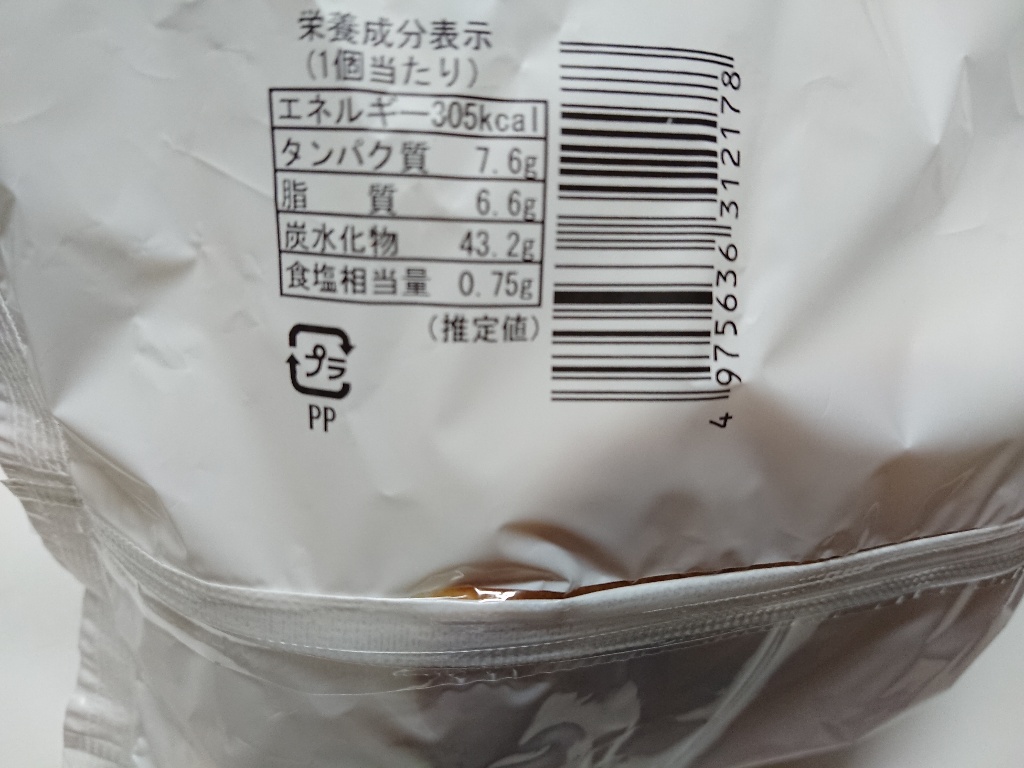 栄養成分表示
(1個当たり)
エネルギー305kcal
タンパク質 7.6g
脂 質 6.6g
炭水化物 43.2g
食塩相当量 0.75g
(推定値)
プラ
PP
4 975636 312178